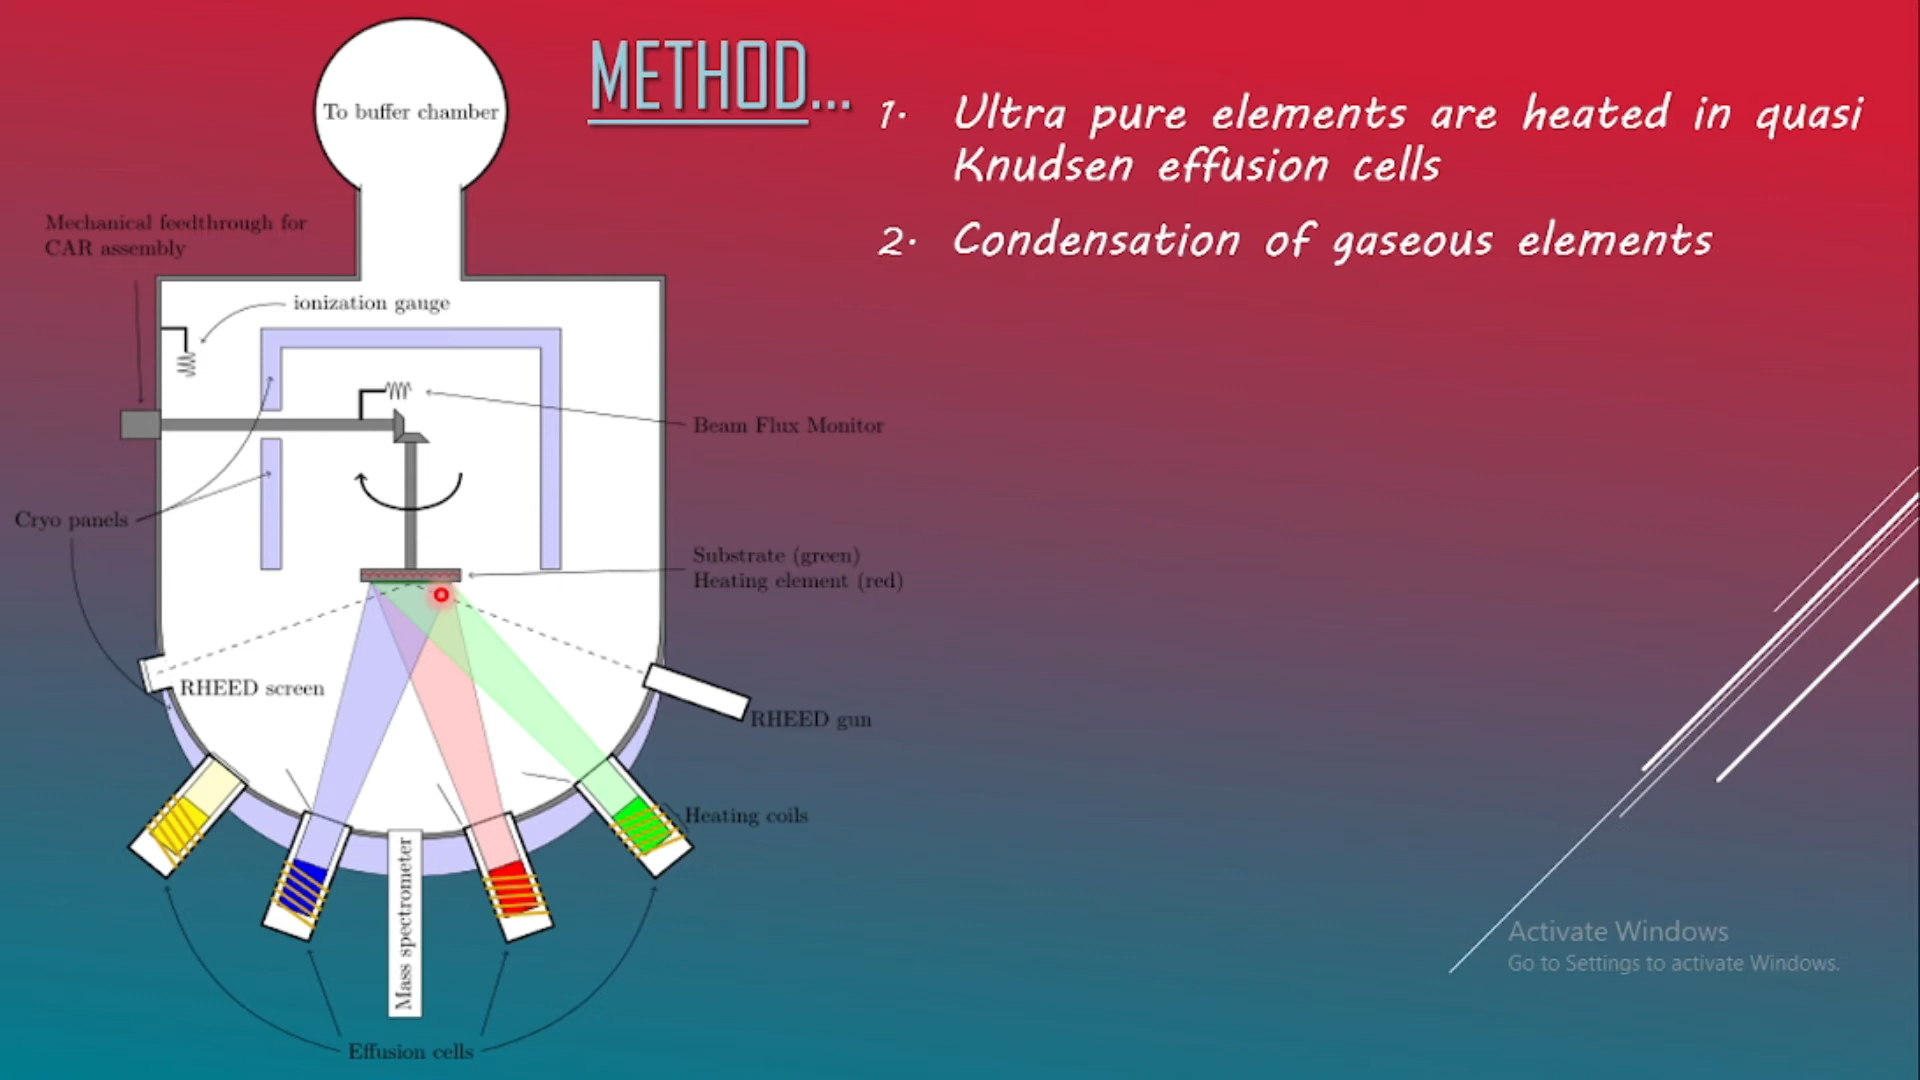 METHOD...
1. Ultra pure elements are heated in quasi
Knudsen effusion cells
2. Condensation of gaseous elements
To buffer chamber
Mechanical feedthrough for
CAR assembly
ionization gauge
Beam Flux Monitor
Cryo panels
Substrate (green)
Heating element (red)
RHEED screen
RHEED gun
Heating coils
Mass spectrometer
Effusion cells
Activate Windows
Go to Settings to activate Windows.